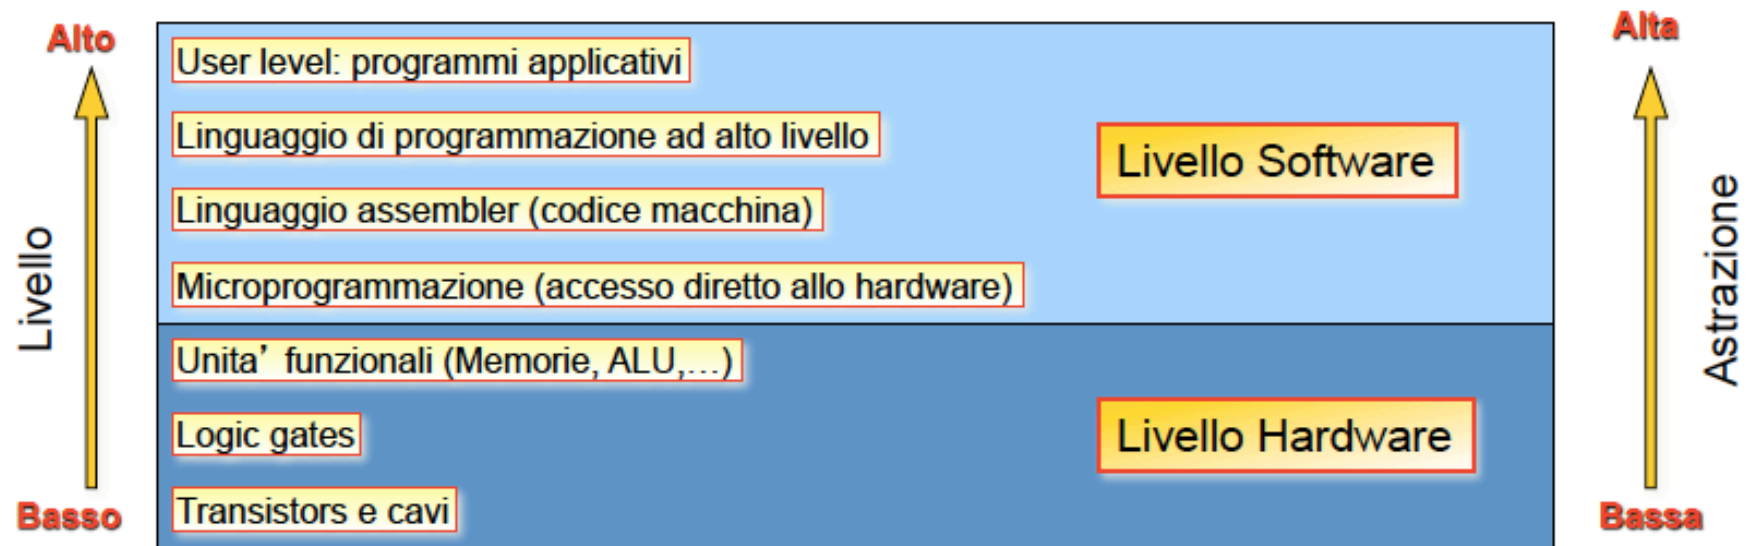 Alto
Alta
User level: programmi applicativi
Linguaggio di programmazione ad alto livello
Livello Software
Linguaggio assembler (codice macchina)
Microprogrammazione (accesso diretto allo hardware)
Livello
Astrazione
Unita’ funzionali (Memorie, ALU,...)
Logic gates
Livello Hardware
Transistors e cavi
Basso
Bassa